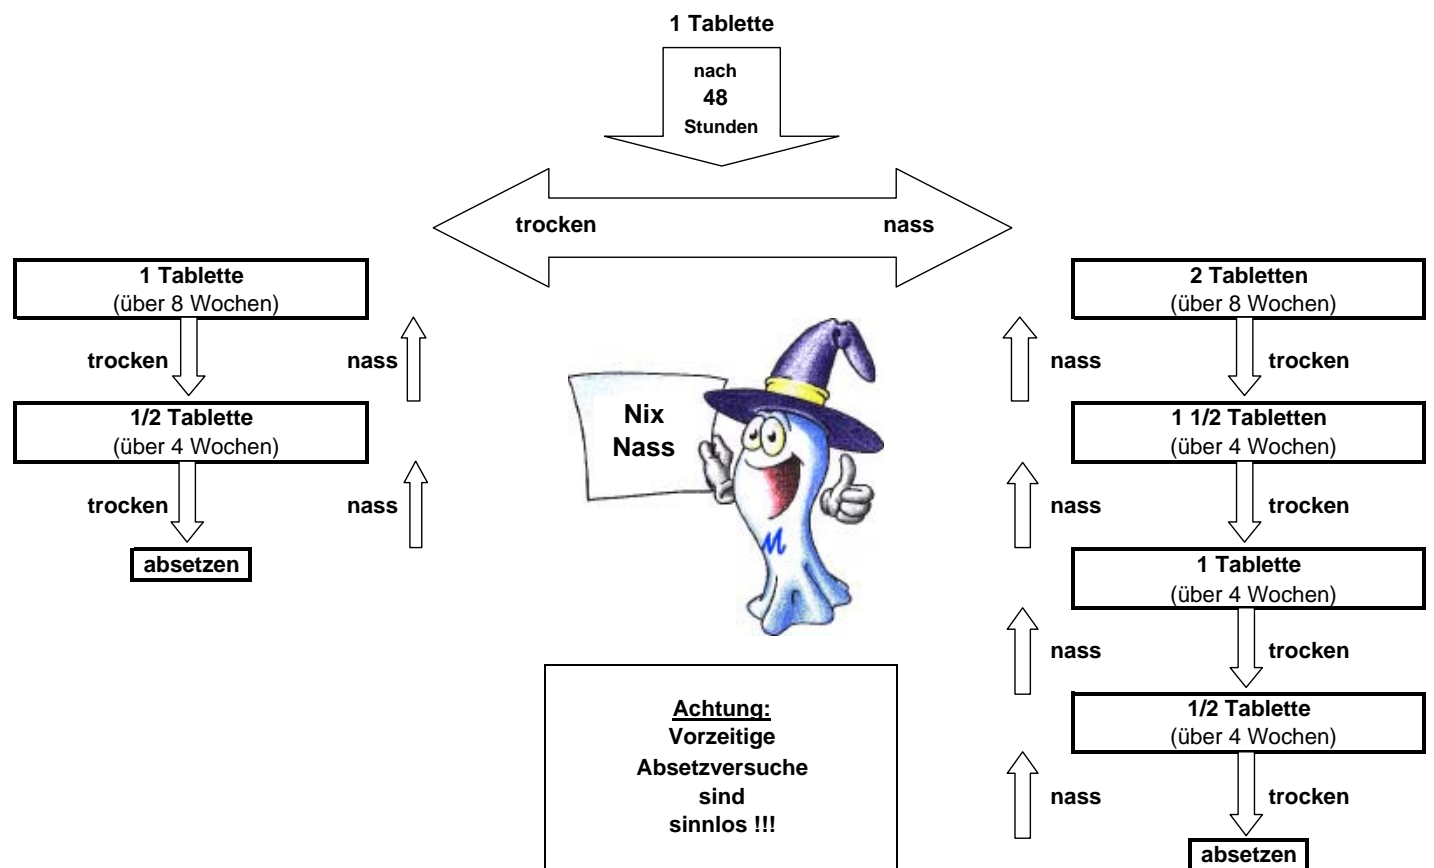 1 Tablette
nach
48
Stunden
trocken nass
1 Tablette
(über 8 Wochen)
trocken nass
1/2 Tablette
(über 4 Wochen)
trocken nass
absetzen
Nix
Nass
M
Achtung:
Vorzeitige
Absetzversuche
sind
sinnlos !!!
2 Tabletten
(über 8 Wochen)
nass trocken
1 1/2 Tabletten
(über 4 Wochen)
nass trocken
1 Tablette
(über 4 Wochen)
nass trocken
1/2 Tablette
(über 4 Wochen)
nass trocken
absetzen